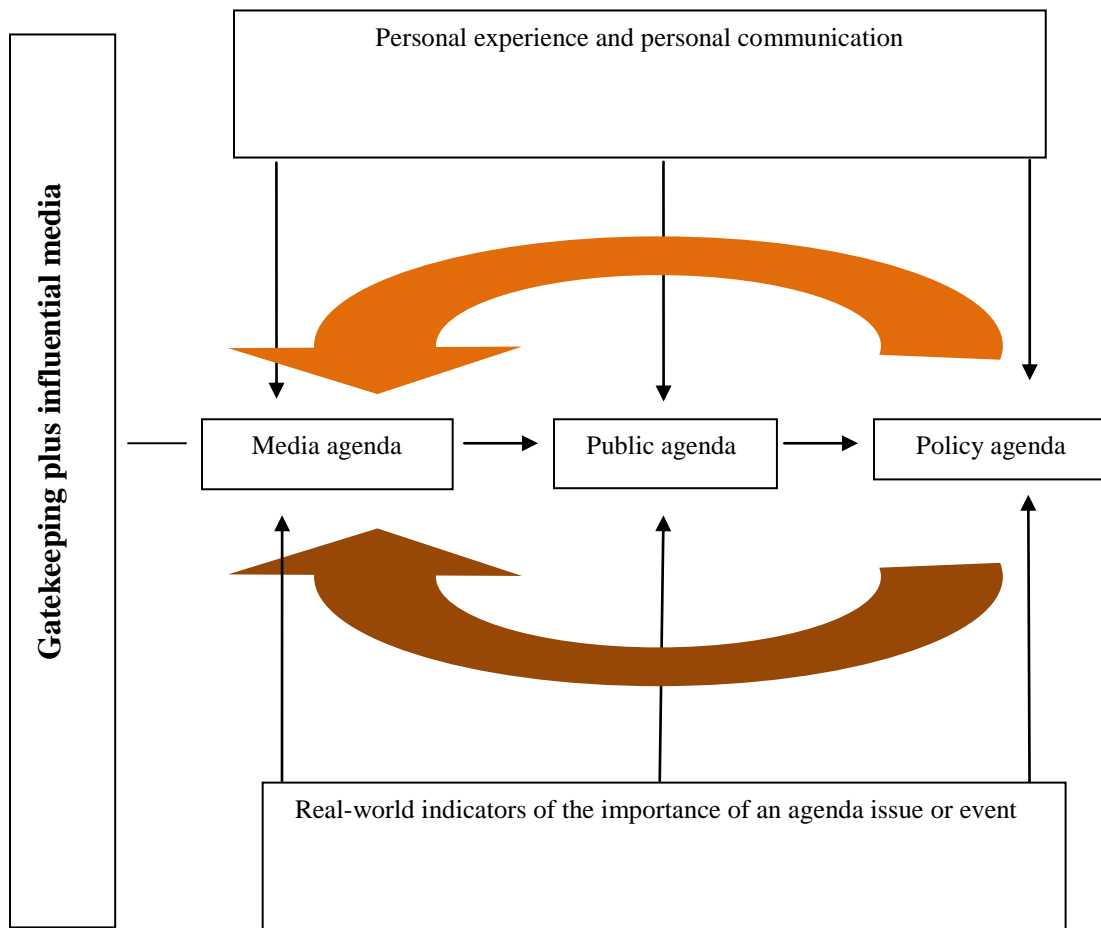 Personal experience and personal communication
Gatekeeping plus influential media
Media agenda
Public agenda
Policy agenda
Real-world indicators of the importance of an agenda issue or event